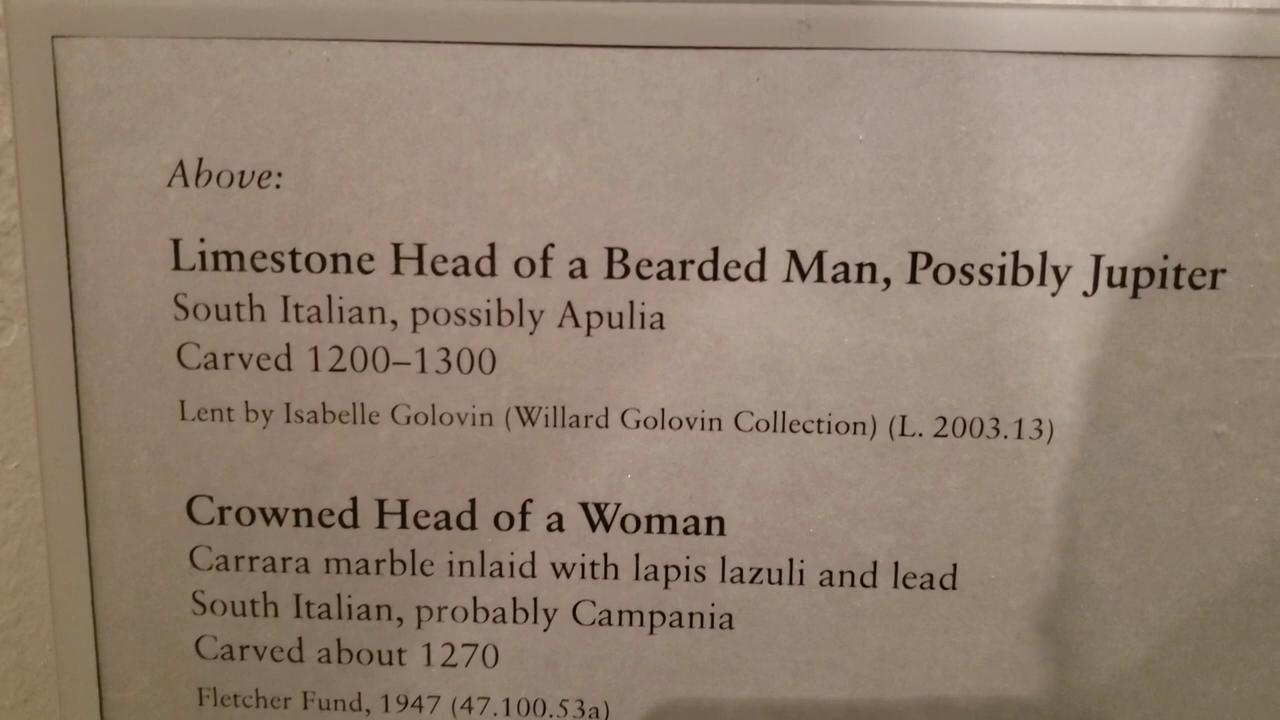 Above:
Limestone Head of a Bearded Man, Possibly Jupiter
South Italian, possibly Apulia
Carved 1200–1300
Lent by Isabelle Golovin (Willard Golovin Collection) (L. 2003.13)
Crowned Head of a Woman
Carrara marble inlaid with lapis lazuli and lead
South Italian, probably Campania
Carved about 1270
Fletcher Fund, 1947 (47.100.53a)